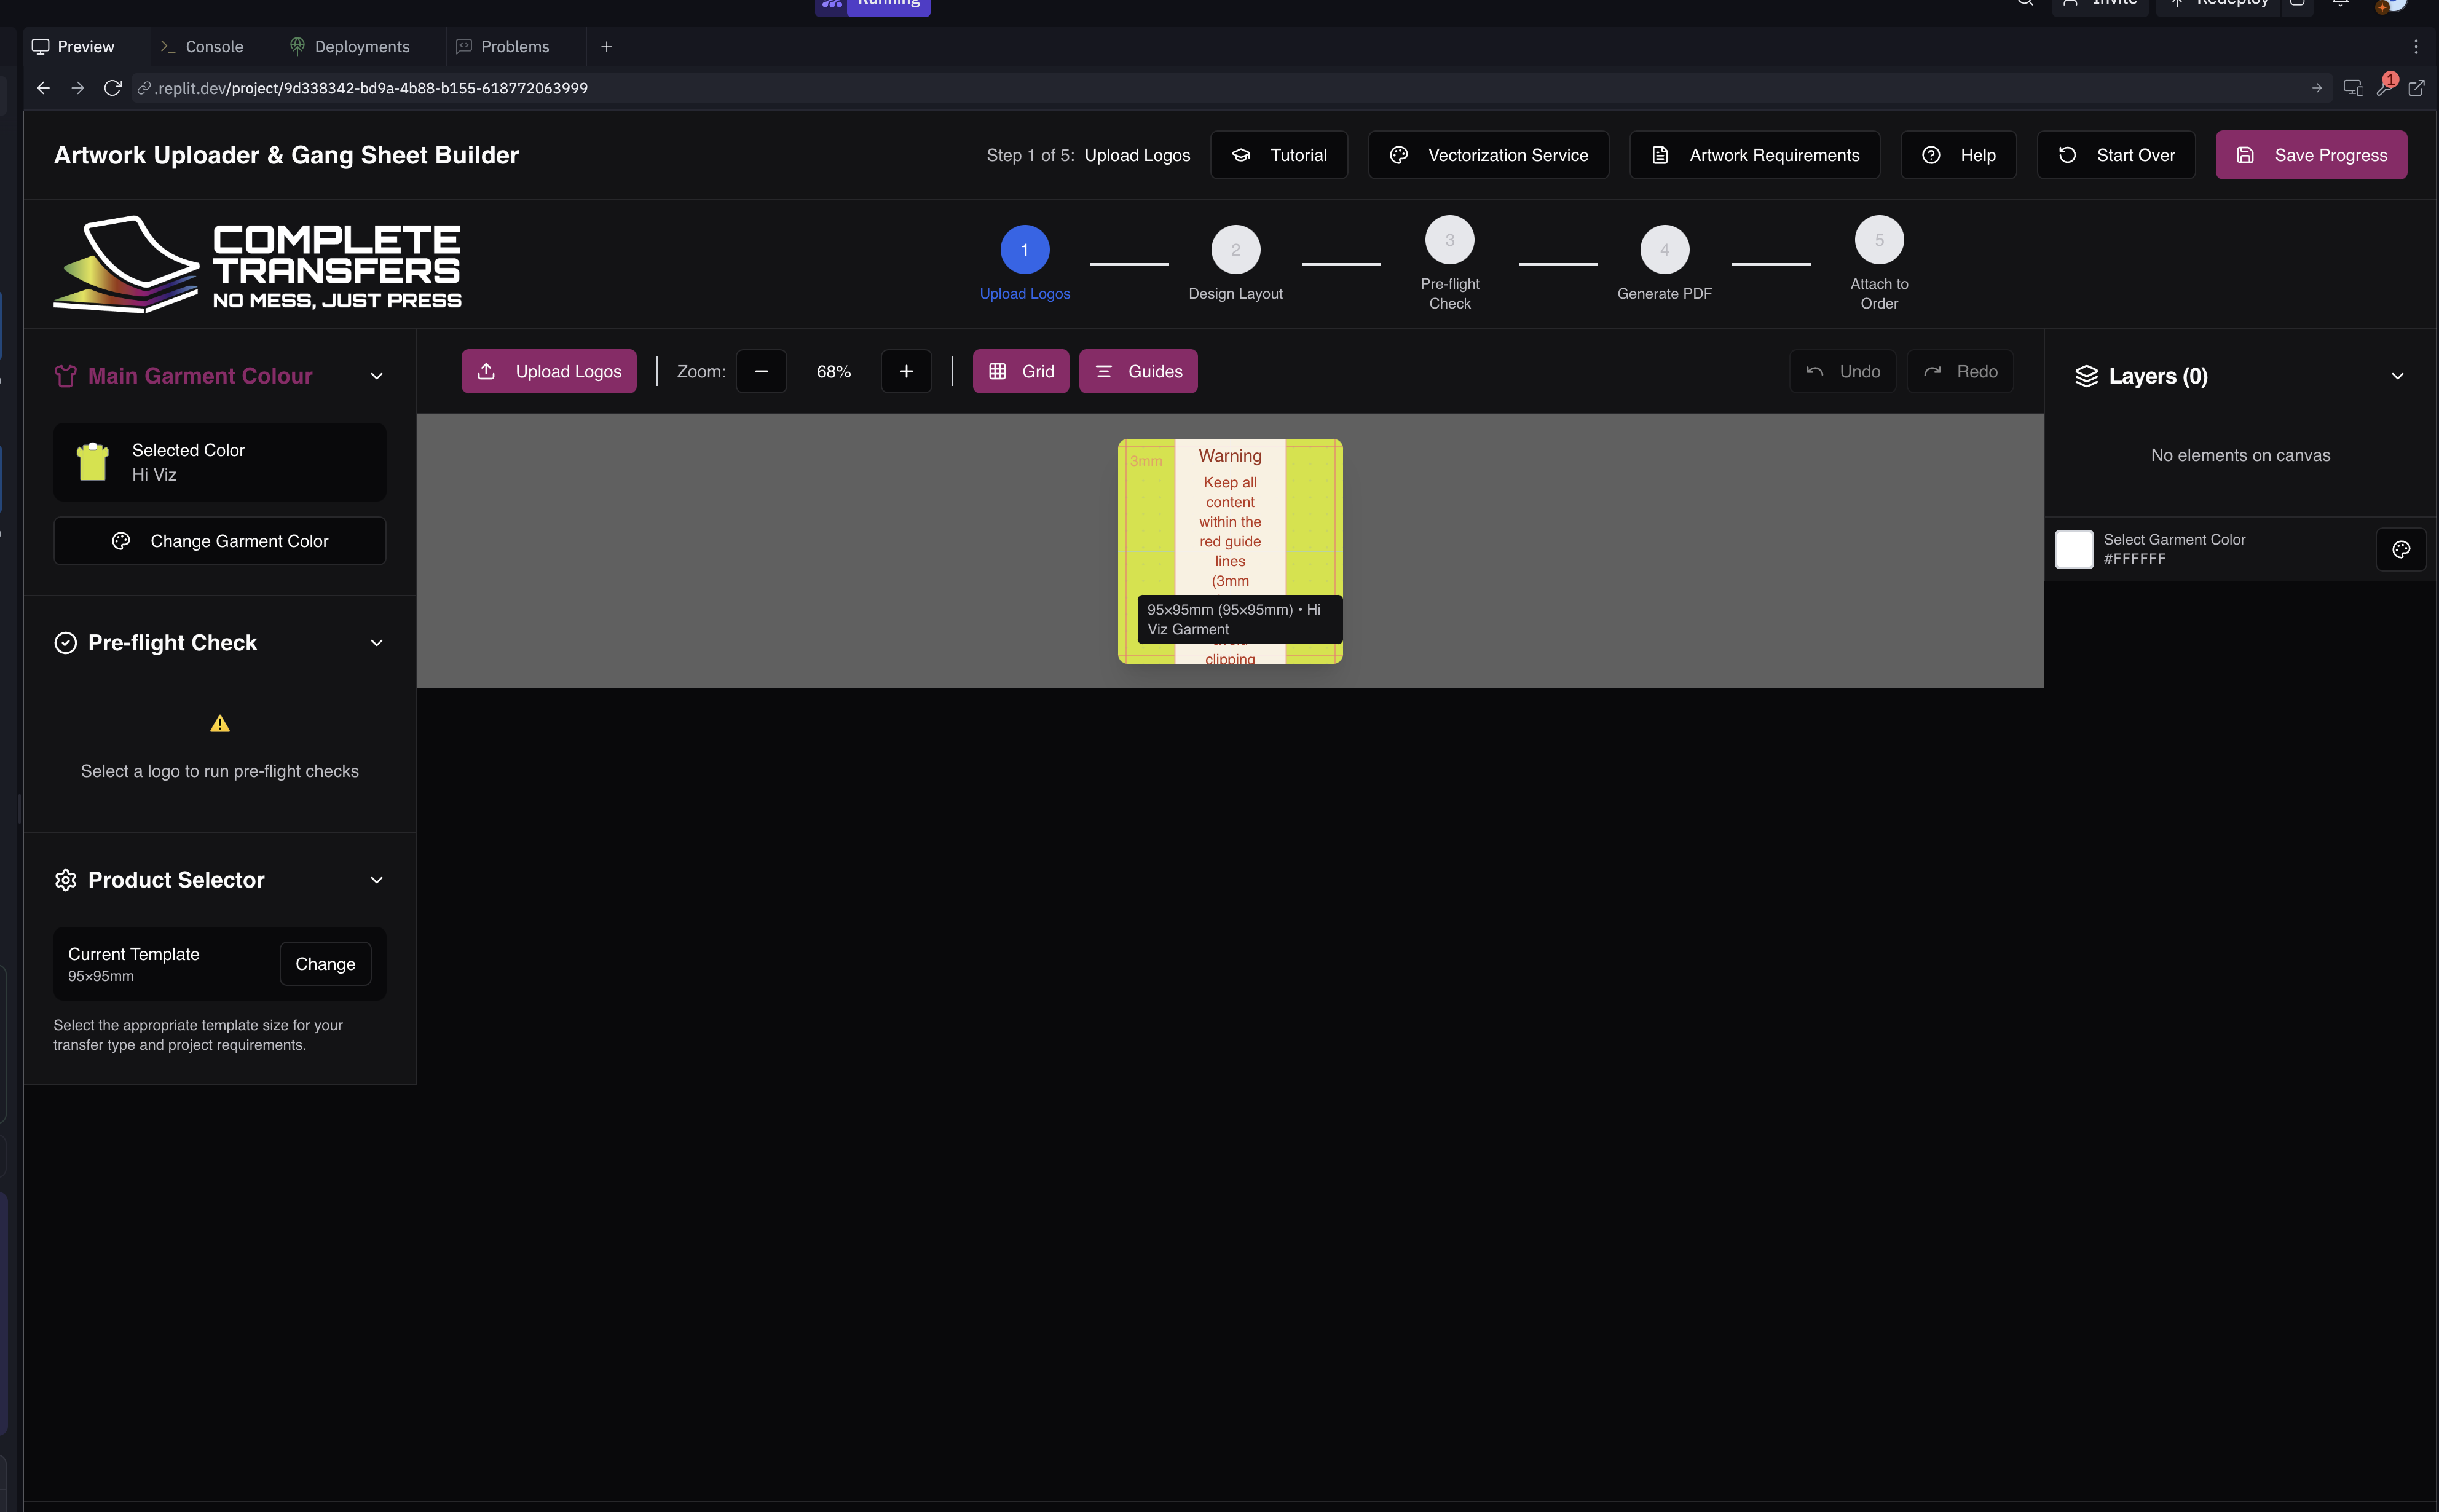 Running
Invite
Redeploy
Preview
Console
Deployments
Problems
.replit.dev/project/9d338342-bd9a-4b88-b155-618772063999
1
Artwork Uploader & Gang Sheet Builder
Step 1 of 5: Upload Logos
Tutorial
Vectorization Service
Artwork Requirements
Help
Start Over
Save Progress
COMPLETE
TRANSFERS
NO MESS, JUST PRESS
1
Upload Logos
2
Design Layout
3
Pre-flight
Check
4
Generate PDF
5
Attach to
Order
Main Garment Colour
Selected Color
Hi Viz
Change Garment Color
Pre-flight Check
Select a logo to run pre-flight checks
Product Selector
Current Template
95×95mm
Change
Select the appropriate template size for your
transfer type and project requirements.
Upload Logos
Zoom:
68%
Grid
Guides
Undo
Redo
3mm
Warning
Keep all
content
within the
red guide
lines
(3mm
95×95mm (95×95mm) • Hi
Viz Garment
clipping
Layers (0)
No elements on canvas
Select Garment Color
#FFFFFF